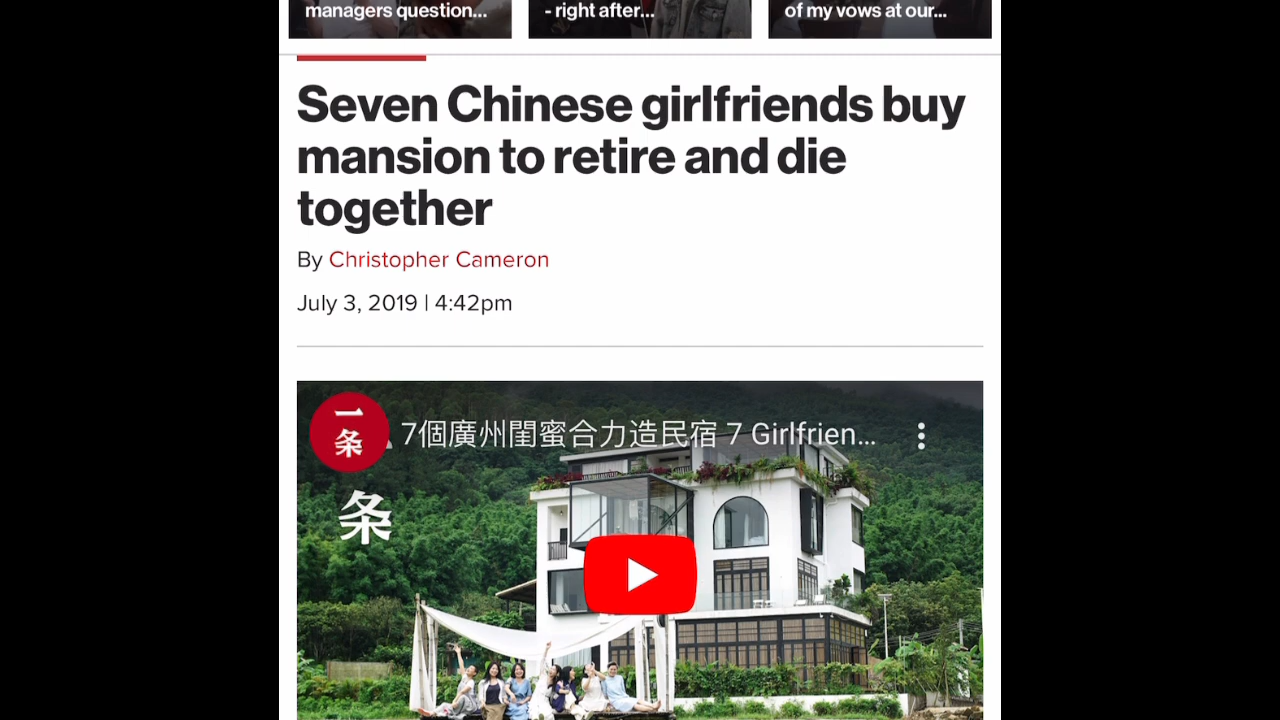 managers question...
- right after...
of my vows at our...
Seven Chinese girlfriends buy
mansion to retire and die
together
By Christopher Cameron
July 3, 2019 | 4:42pm
一条
7個廣州閨蜜合力造民宿 7 Girlfrien...
一条